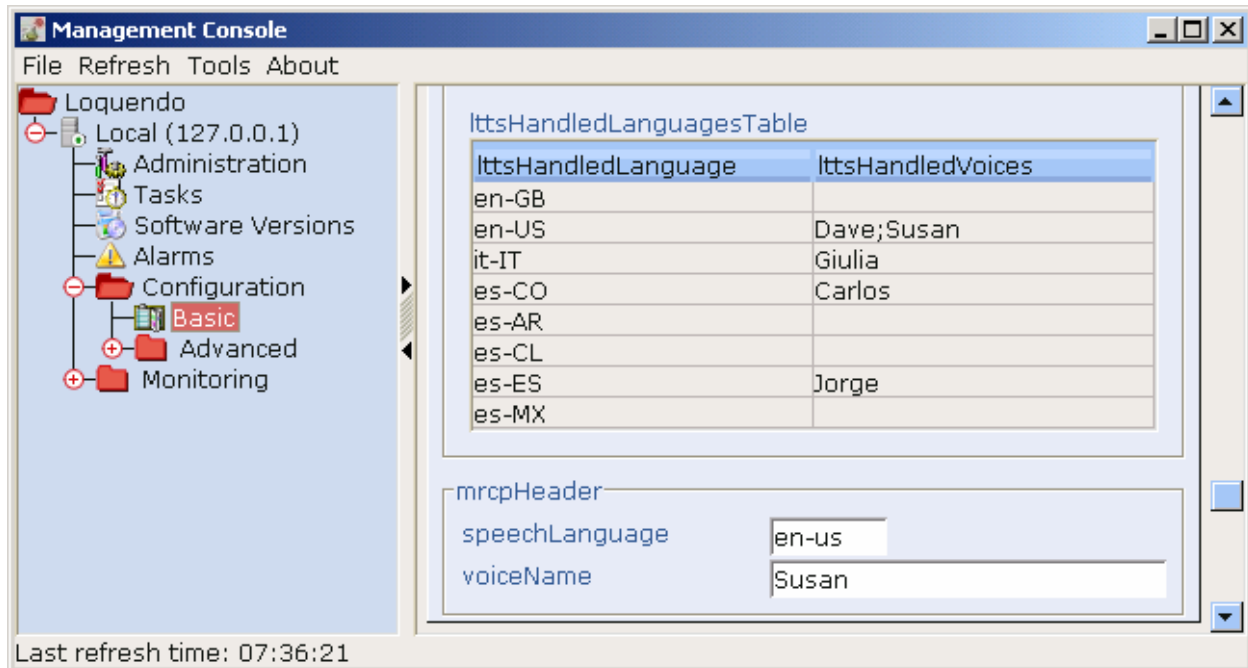 Management Console
File Refresh Tools About
Loquendo
Local (127.0.0.1)
Administration
Tasks
Software Versions
Alarms
Configuration
Basic
Advanced
Monitoring
lttsHandledLanguagesTable
lttsHandledLanguage lttsHandledVoices
en-GB
en-US Dave;Susan
it-IT Giulia
es-CO Carlos
es-AR
es-CL
es-ES Jorge
es-MX
mrcpHeader
speechLanguage en-us
voiceName Susan
Last refresh time: 07:36:21